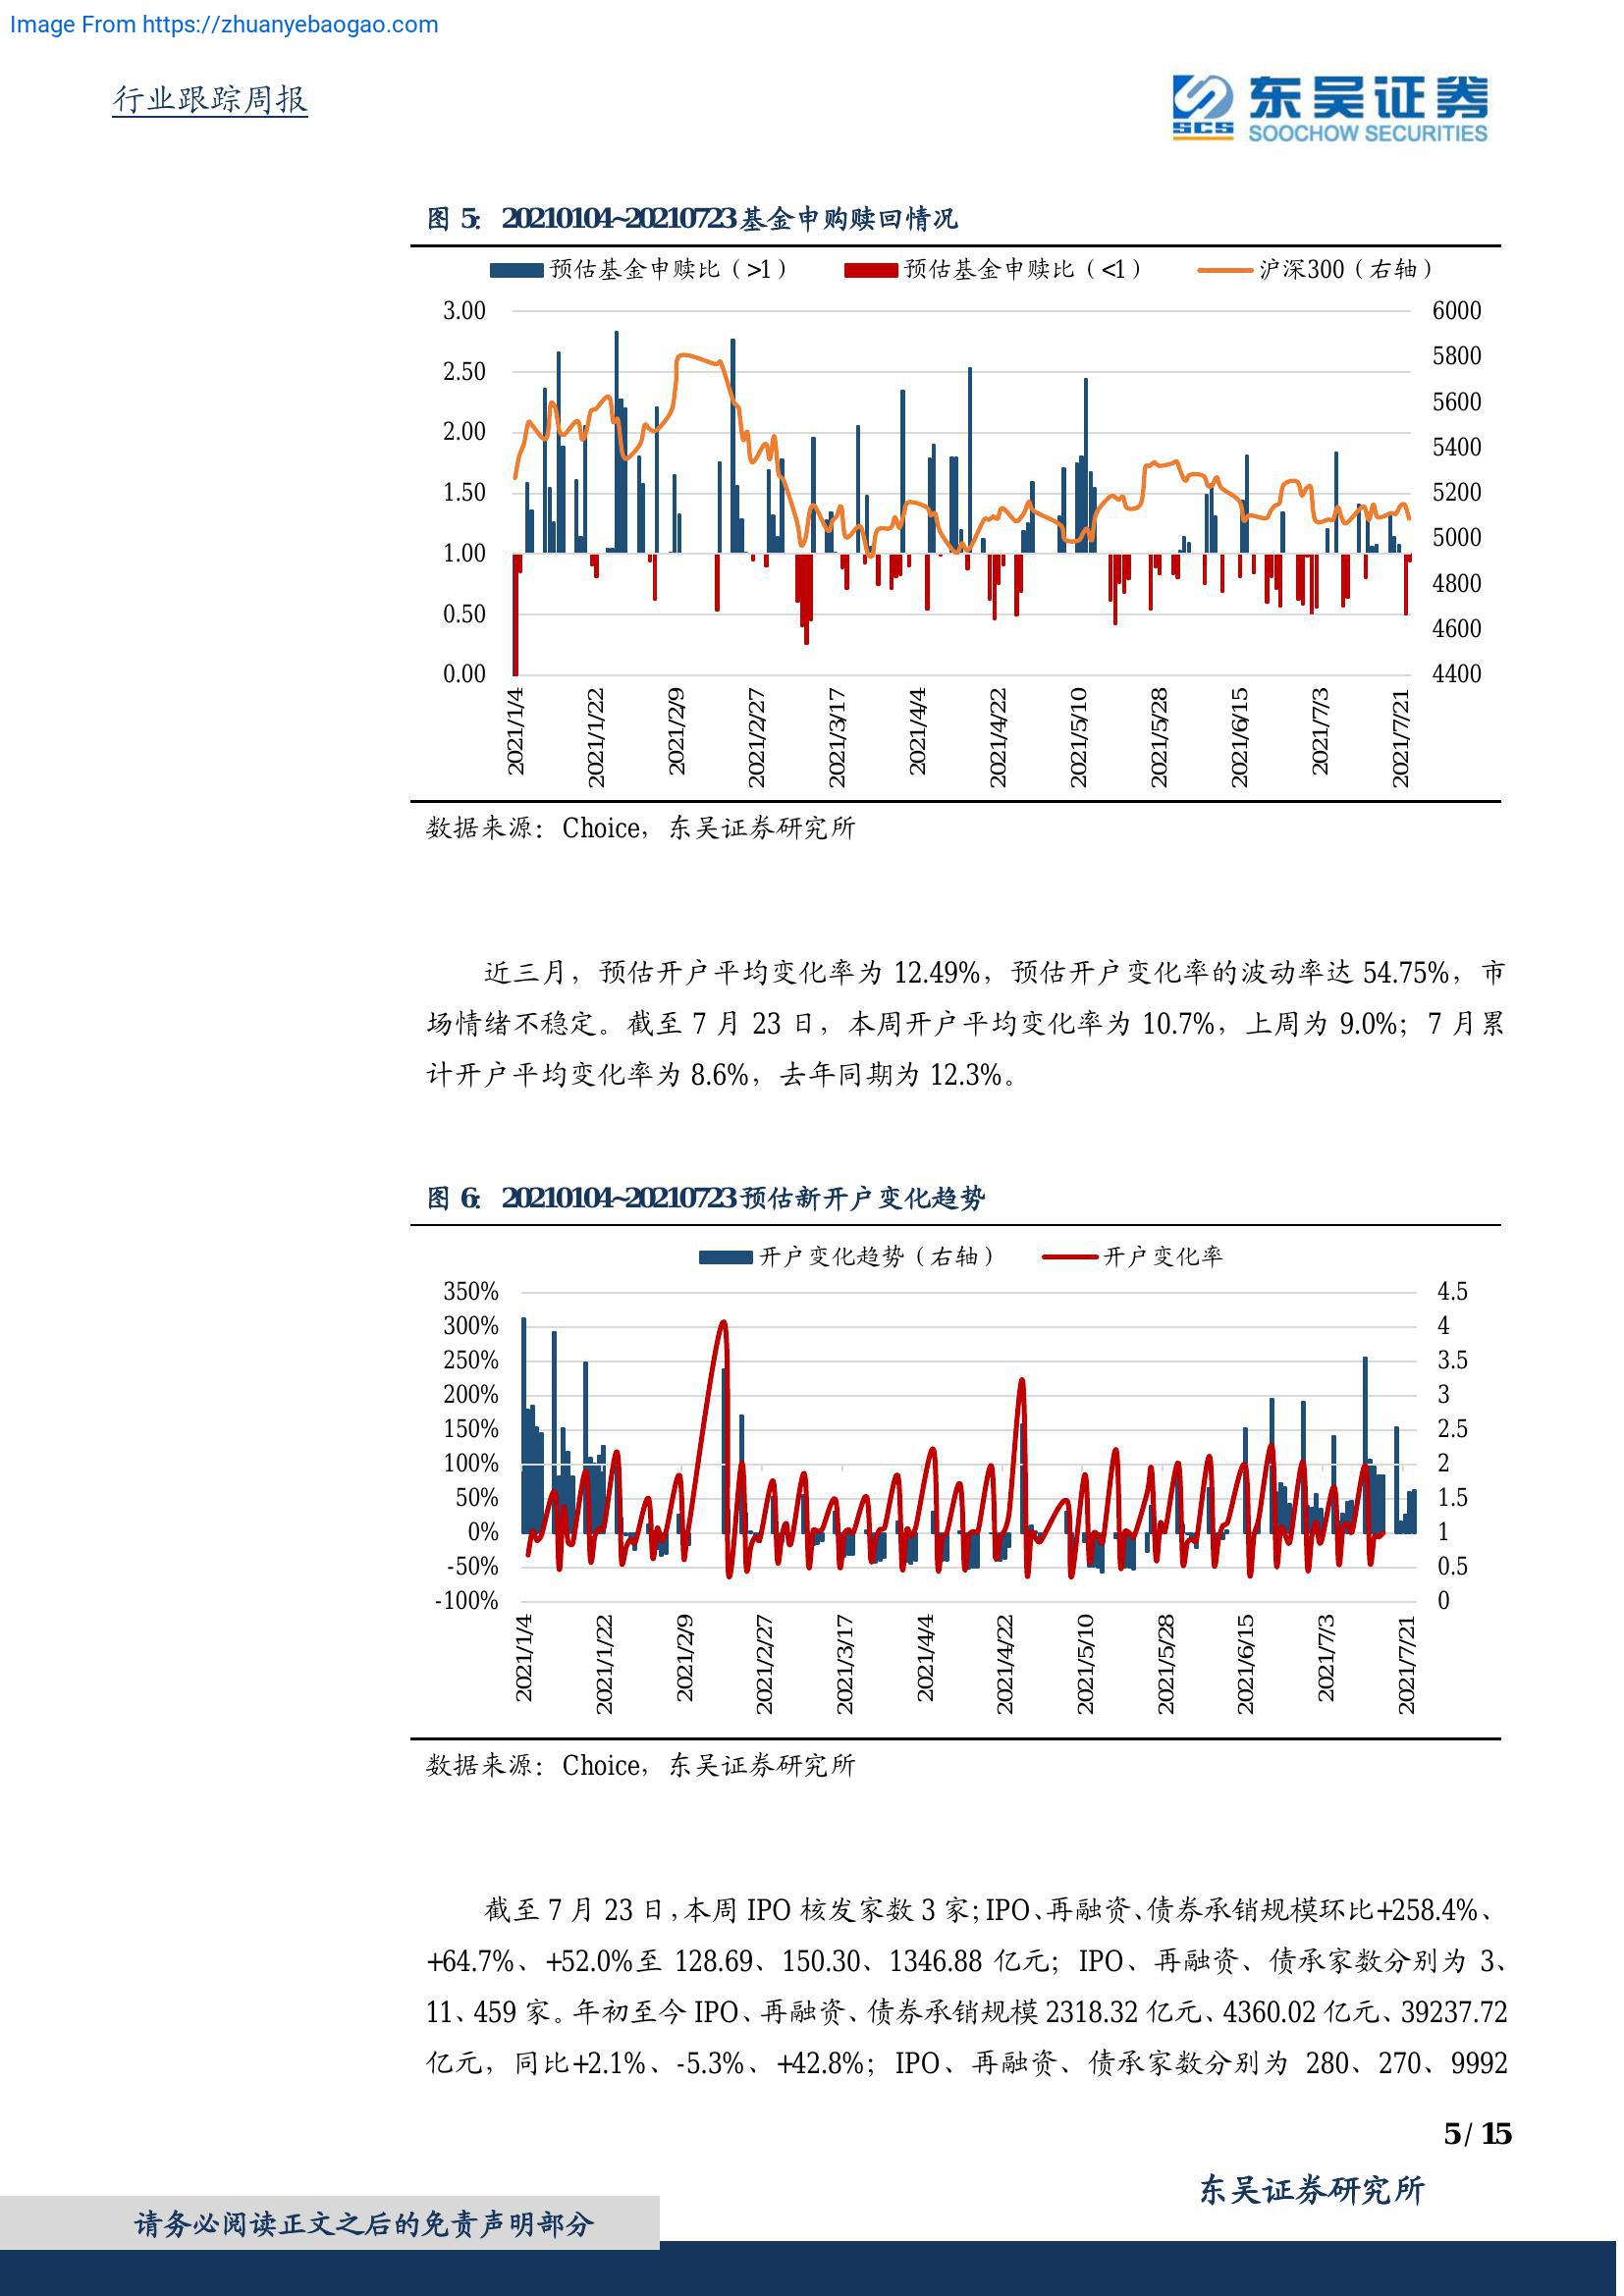 Image From https://zhuanyebaogao.com
行业跟踪周报
SCS 东吴证券
SOOCHOW SECURITIES
图 5: 20210104~20210723基金申购赎回情况
预估基金申赎比（>1） 预估基金申赎比（<1） 沪深300（右轴）
3.00 6000
2.50 5800
2.00 5600
1.50 5400
1.00 5200
0.50 5000
0.00 4800
4600
4400
2021/1/4 2021/1/22 2021/2/9 2021/2/27 2021/3/17 2021/4/4 2021/4/22 2021/5/10 2021/5/28 2021/6/15 2021/7/3 2021/7/21
数据来源：Choice，东吴证券研究所
近三月，预估开户平均变化率为 12.49%，预估开户变化率的波动率达 54.75%，市
场情绪不稳定。截至 7 月 23 日，本周开户平均变化率为 10.7%，上周为 9.0%；7 月累
计开户平均变化率为 8.6%，去年同期为 12.3%。
图 6: 20210104~20210723预估新开户变化趋势
开户变化趋势（右轴） 开户变化率
350% 4.5
300% 4
250% 3.5
200% 3
150% 2.5
100% 2
50% 1.5
0% 1
-50% 0.5
-100% 0
2021/1/4 2021/1/22 2021/2/9 2021/2/27 2021/3/17 2021/4/4 2021/4/22 2021/5/10 2021/5/28 2021/6/15 2021/7/3 2021/7/21
数据来源：Choice，东吴证券研究所
截至 7 月 23 日，本周 IPO 核发家数 3 家；IPO、再融资、债券承销规模环比+258.4%、
+64.7%、+52.0%至 128.69、150.30、1346.88 亿元；IPO、再融资、债承家数分别为 3、
11、459 家。年初至今 IPO、再融资、债券承销规模 2318.32 亿元、4360.02 亿元、39237.72
亿元，同比+2.1%、-5.3%、+42.8%；IPO、再融资、债承家数分别为 280、270、9992
5 / 15
东吴证券研究所
请务必阅读正文之后的免责声明部分